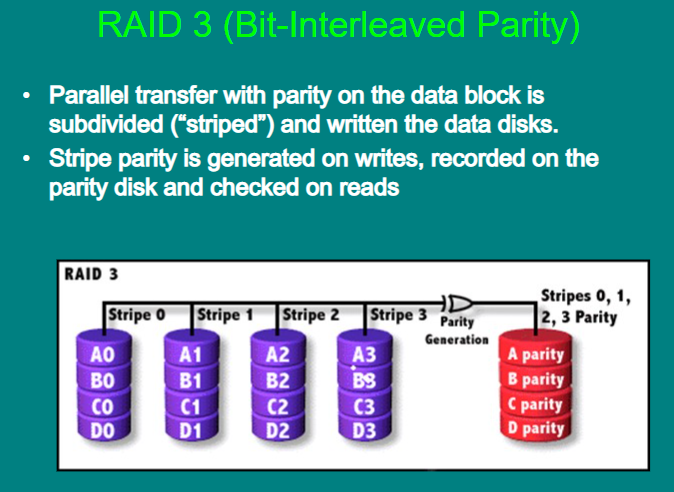 RAID 3 (Bit-Interleaved Parity)
• Parallel transfer with parity on the data block is
subdivided (“striped”) and written the data disks.
• Stripe parity is generated on writes, recorded on the
parity disk and checked on reads
RAID 3
Stripe 0 Stripe 1 Stripe 2 Stripe 3
Parity
Generation
Stripes 0, 1,
2, 3 Parity
A0 A1 A2 A3 A parity
B0 B1 B2 B3 B parity
C0 C1 C2 C3 C parity
D0 D1 D2 D3 D parity